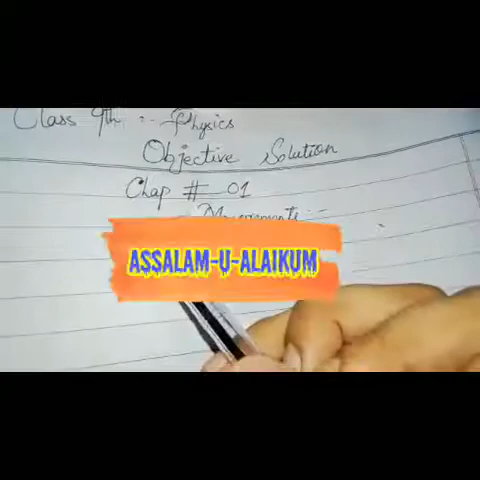 Class 9th :- Physics
Objective Solution
Chap # 01
ASSALAM-U-ALAIKUM